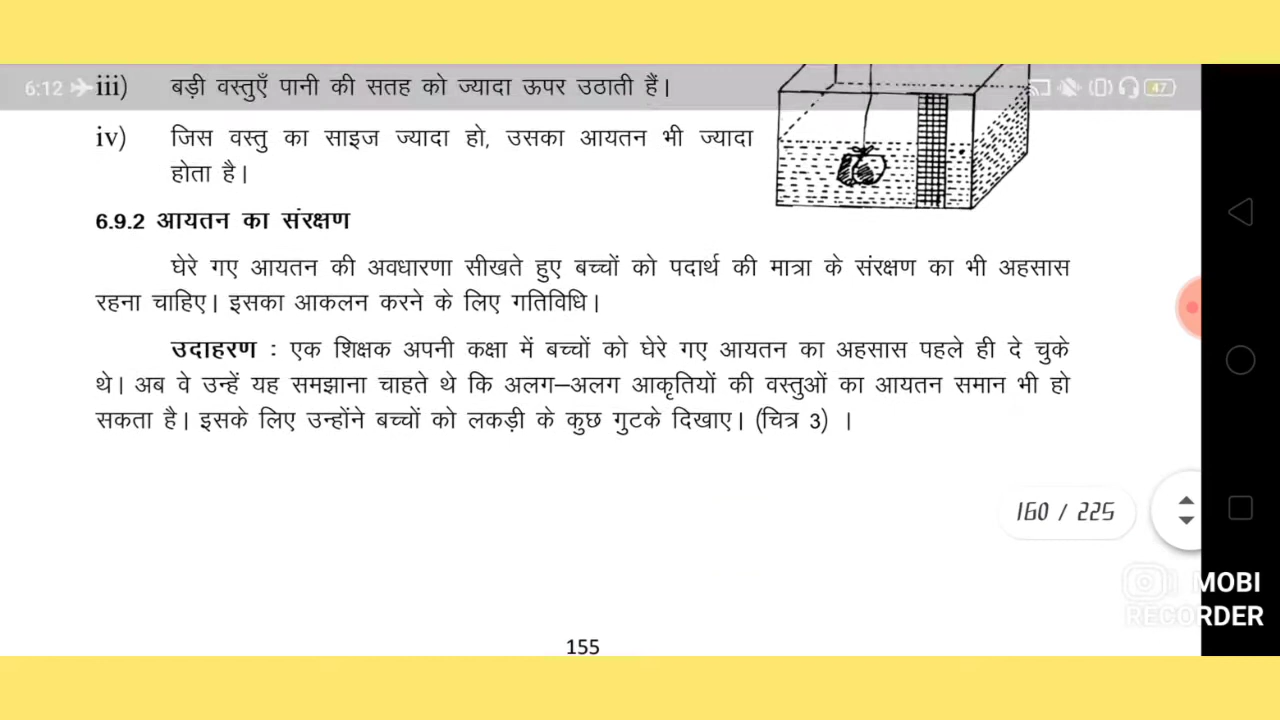 6:12
47
iii) बड़ी वस्तुएँ पानी की सतह को ज्यादा ऊपर उठाती हैं।
iv) जिस वस्तु का साइज ज्यादा हो, उसका आयतन भी ज्यादा
होता है।
6.9.2 आयतन का संरक्षण
घेरे गए आयतन की अवधारणा सीखते हुए बच्चों को पदार्थ की मात्रा के संरक्षण का भी अहसास
रहना चाहिए। इसका आकलन करने के लिए गतिविधि।
उदाहरण : एक शिक्षक अपनी कक्षा में बच्चों को घेरे गए आयतन का अहसास पहले ही दे चुके
थे। अब वे उन्हें यह समझाना चाहते थे कि अलग–अलग आकृतियों की वस्तुओं का आयतन समान भी हो
सकता है। इसके लिए उन्होंने बच्चों को लकड़ी के कुछ गुटके दिखाए। (चित्र 3) ।
160 / 225
MOBI
RECORDER
155